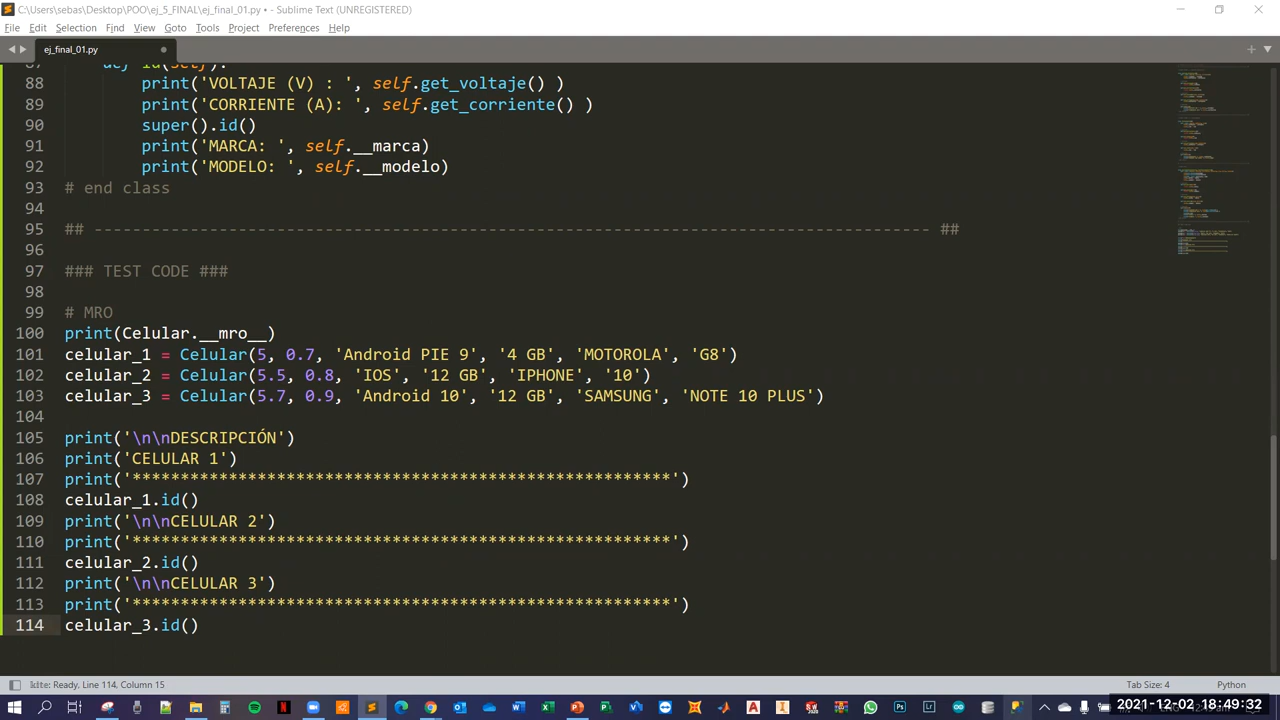 C:\Users\sebas\Desktop\POO\ej_5_FINAL\ej_final_01.py • - Sublime Text (UNREGISTERED)
File Edit Selection Find View Goto Tools Project Preferences Help
ej_final_01.py
87 def id(self):
88 print('VOLTAJE (V) : ', self.get_voltaje() )
89 print('CORRIENTE (A): ', self.get_corriente() )
90 super().id()
91 print('MARCA: ', self.__marca)
92 print('MODELO: ', self.__modelo)
93 # end class
94
95 ## --------------------------------------------------------------------------------------- ##
96
97 ### TEST CODE ###
98
99 # MRO
100 print(Celular.__mro__)
101 celular_1 = Celular(5, 0.7, 'Android PIE 9', '4 GB', 'MOTOROLA', 'G8')
102 celular_2 = Celular(5.5, 0.8, 'IOS', '12 GB', 'IPHONE', '10')
103 celular_3 = Celular(5.7, 0.9, 'Android 10', '12 GB', 'SAMSUNG', 'NOTE 10 PLUS')
104
105 print('\n\nDESCRIPCIÓN')
106 print('CELULAR 1')
107 print('********************************************************')
108 celular_1.id()
109 print('\n\nCELULAR 2')
110 print('********************************************************')
111 celular_2.id()
112 print('\n\nCELULAR 3')
113 print('********************************************************')
114 celular_3.id()
kite: Ready, Line 114, Column 15 Tab Size: 4 Python
2021-12-02 18:49:32